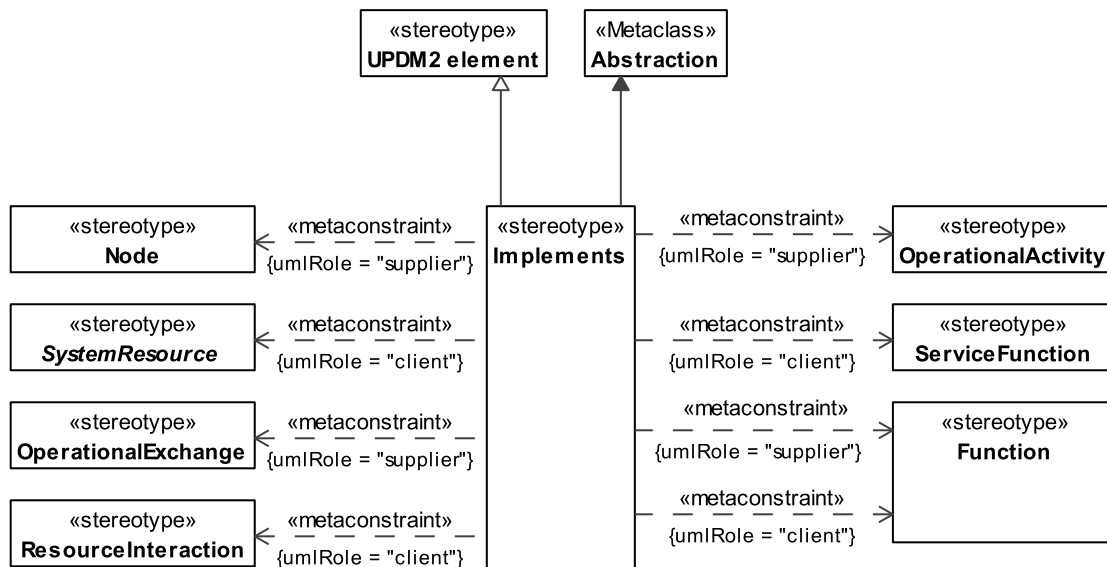 «stereotype»
UPDM2 element
«Metaclass»
Abstraction
«stereotype»
Node
«metaconstraint»
{umlRole = "supplier"}
«stereotype»
Implements
«metaconstraint»
{umlRole = "supplier"}
«stereotype»
OperationalActivity
«stereotype»
SystemResource
«metaconstraint»
{umlRole = "client"}
«metaconstraint»
{umlRole = "client"}
«stereotype»
ServiceFunction
«stereotype»
OperationalExchange
«metaconstraint»
{umlRole = "supplier"}
«metaconstraint»
{umlRole = "supplier"}
«stereotype»
Function
«stereotype»
ResourceInteraction
«metaconstraint»
{umlRole = "client"}
«metaconstraint»
{umlRole = "client"}